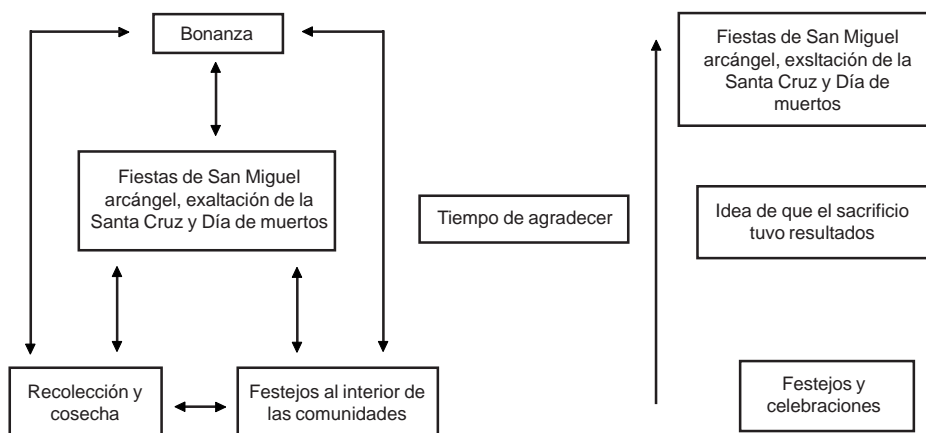 Bonanza
Fiestas de San Miguel
arcángel, exaltación de la
Santa Cruz y Día de muertos
Recolección y
cosecha
Festejos al interior de
las comunidades
Tiempo de agradecer
Fiestas de San Miguel
arcángel, exsltación de la
Santa Cruz y Día de
muertos
Idea de que el sacrificio
tuvo resultados
Festejos y
celebraciones